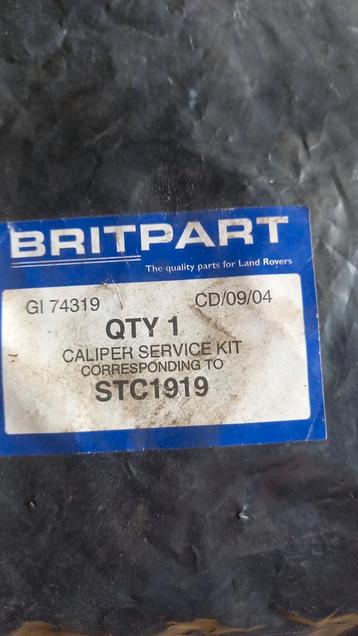 BRITPART
The quality parts for Land Rovers
GI 74319 CD/09/04
QTY 1
CALIPER SERVICE KIT
CORRESPONDING TO
STC1919